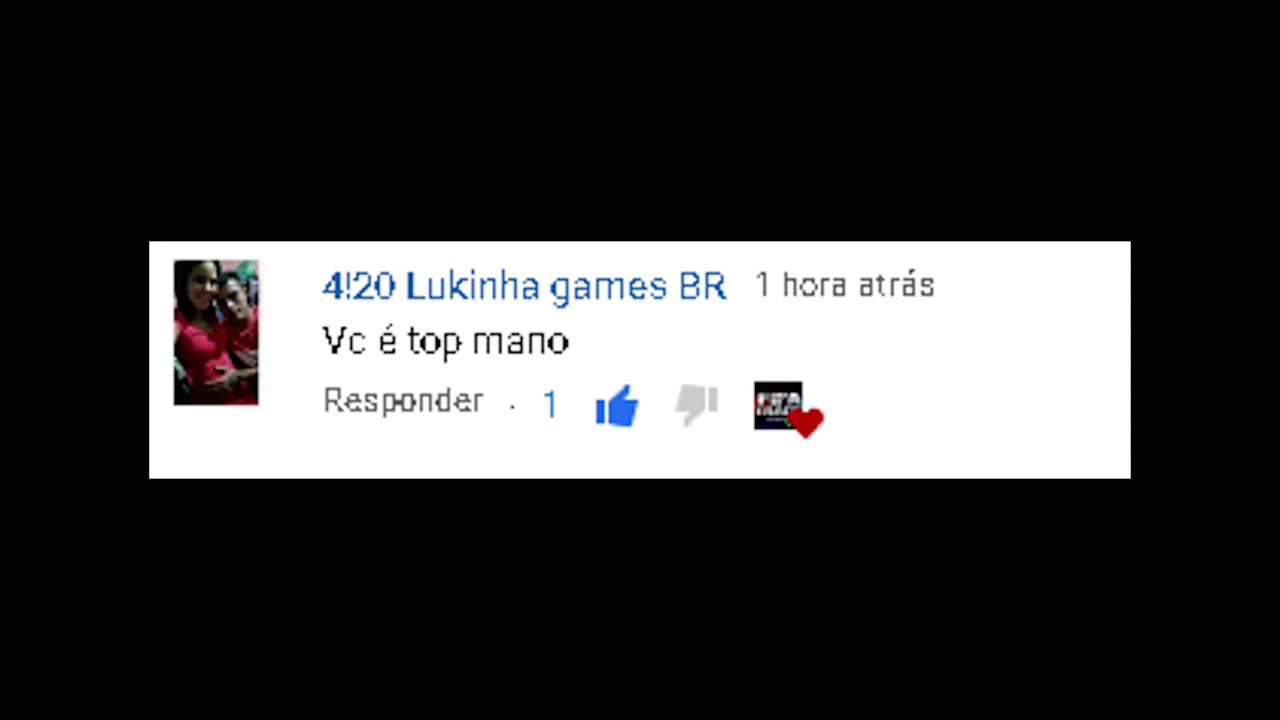 4!20 Lukinha games BR 1 hora atrás
Vc é top mano
Responder · 1